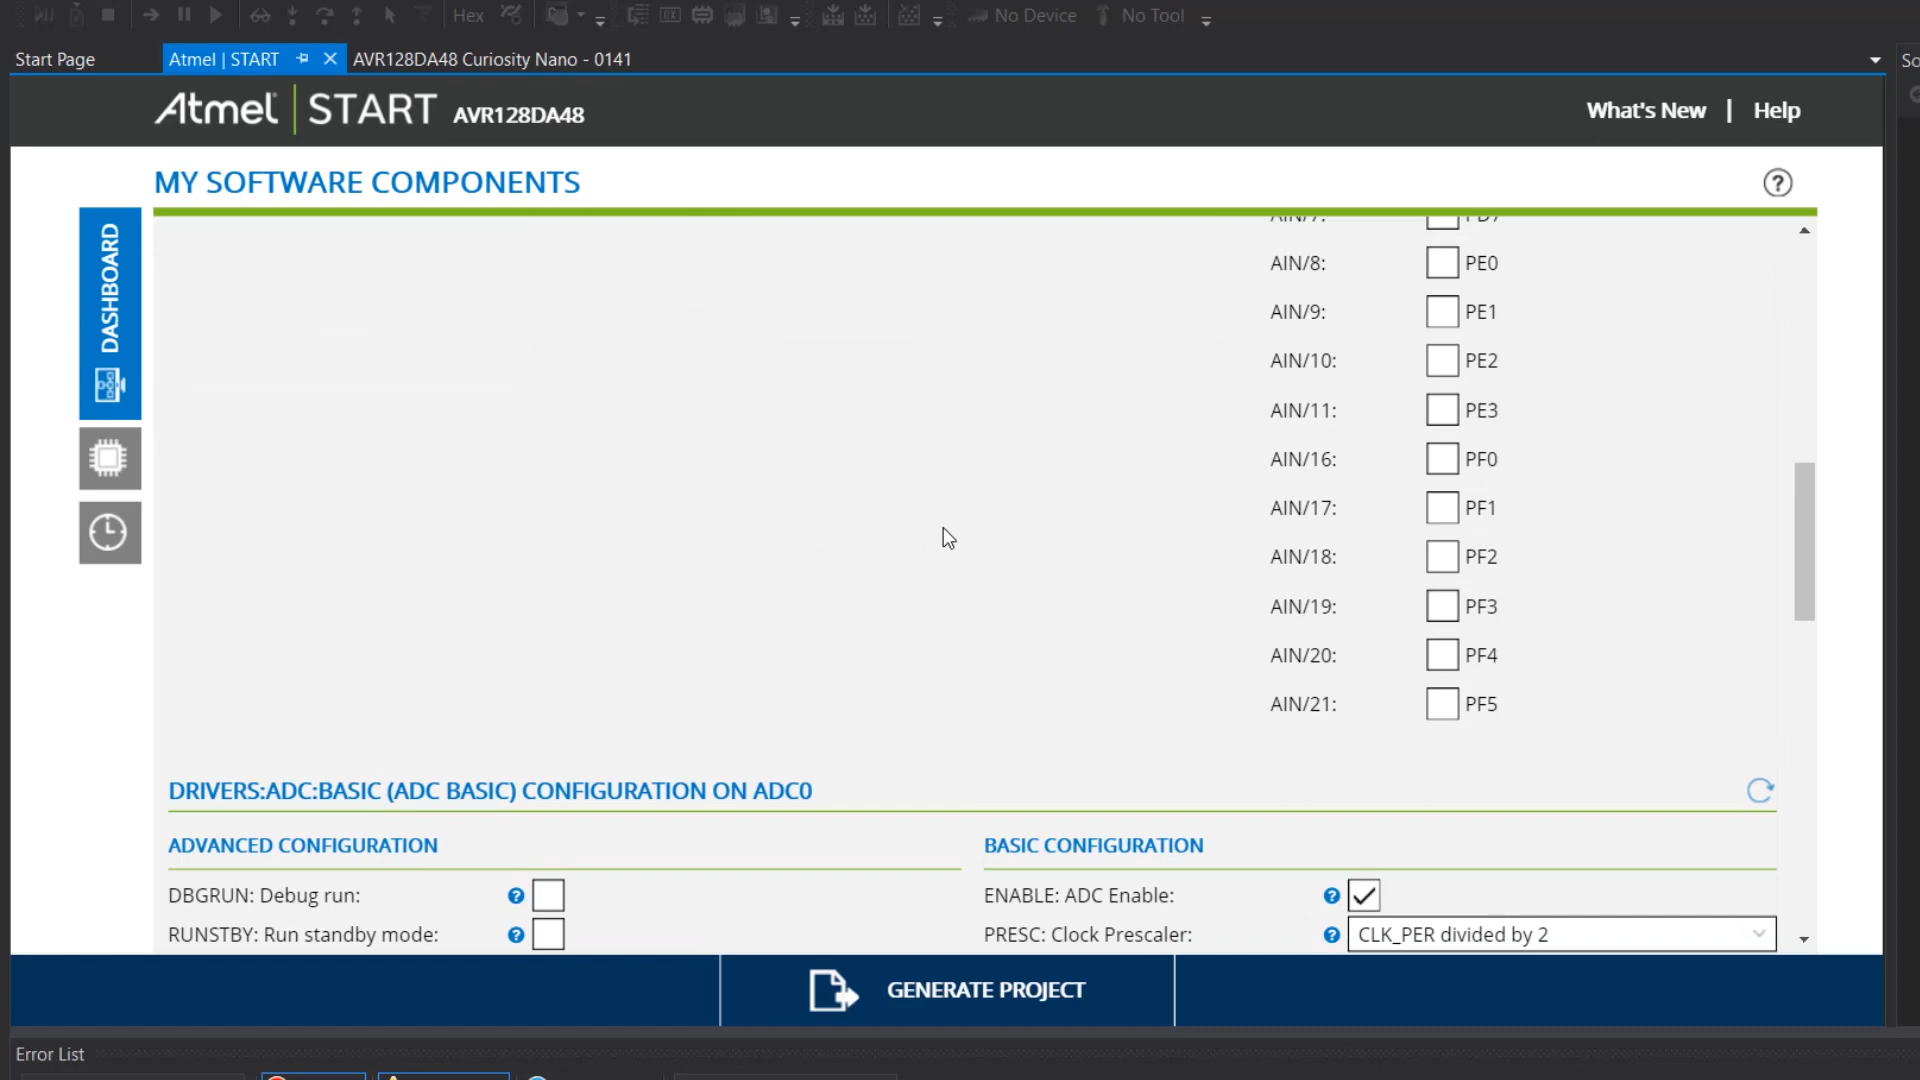 Hex
No Device
No Tool
Start Page
Atmel | START
AVR128DA48 Curiosity Nano - 0141
So
Atmel | START AVR128DA48
What's New | Help
MY SOFTWARE COMPONENTS
DASHBOARD
AIN/7: PD7
AIN/8: PE0
AIN/9: PE1
AIN/10: PE2
AIN/11: PE3
AIN/16: PF0
AIN/17: PF1
AIN/18: PF2
AIN/19: PF3
AIN/20: PF4
AIN/21: PF5
DRIVERS:ADC:BASIC (ADC BASIC) CONFIGURATION ON ADC0
ADVANCED CONFIGURATION
BASIC CONFIGURATION
DBGRUN: Debug run:
ENABLE: ADC Enable:
RUNSTBY: Run standby mode:
PRESC: Clock Prescaler:
CLK_PER divided by 2
GENERATE PROJECT
Error List